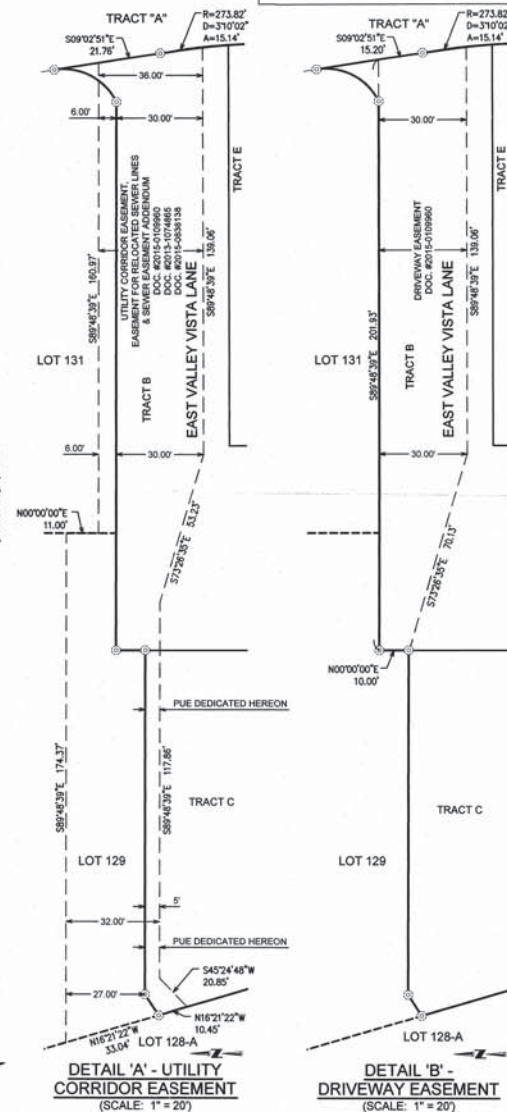 TRACT "A"
S09°02'51"E
21.76'
R=273.82'
D=3°10'02"
A=15.14'
36.00'
6.00'
30.00'
TRACT E
UTILITY CORRIDOR EASEMENT,
EASEMENT FOR RELOCATED SEWER LINES
& SEWER EASEMENT ADDENDUM
DOC. #2015-0109960
DOC. #2013-1074865
DOC. #2015-0836138
S89°48'39"E 160.97'
S89°48'39"E 139.06'
EAST VALLEY VISTA LANE
LOT 131
TRACT B
6.00'
30.00'
N00°00'00"E
11.00'
S73°26'35"E 53.23'
PUE DEDICATED HEREON
S89°48'39"E 174.37'
S89°48'39"E 117.86'
TRACT C
LOT 129
5'
32.00'
PUE DEDICATED HEREON
S45°24'48"W
20.85'
27.00'
N16°21'22"W
10.45'
N16°21'22"W
33.04'
LOT 128-A
Z
DETAIL 'A' - UTILITY
CORRIDOR EASEMENT
(SCALE: 1" = 20')
TRACT "A"
S09°02'51"E
15.20'
R=273.82'
D=3°10'02"
A=15.14'
30.00'
TRACT E
DRIVEWAY EASEMENT
DOC. #2015-0109960
S89°48'39"E 201.93'
S89°48'39"E 139.06'
EAST VALLEY VISTA LANE
LOT 131
TRACT B
30.00'
S73°26'35"E 70.13'
N00°00'00"E
10.00'
TRACT C
LOT 129
LOT 128-A
Z
DETAIL 'B' -
DRIVEWAY EASEMENT
(SCALE: 1" = 20')